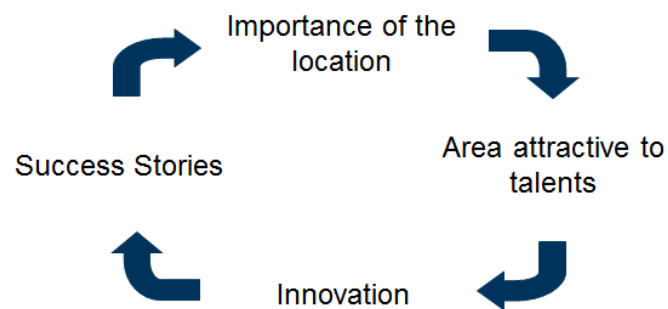 Importance of the
location
Area attractive to
talents
Success Stories
Innovation